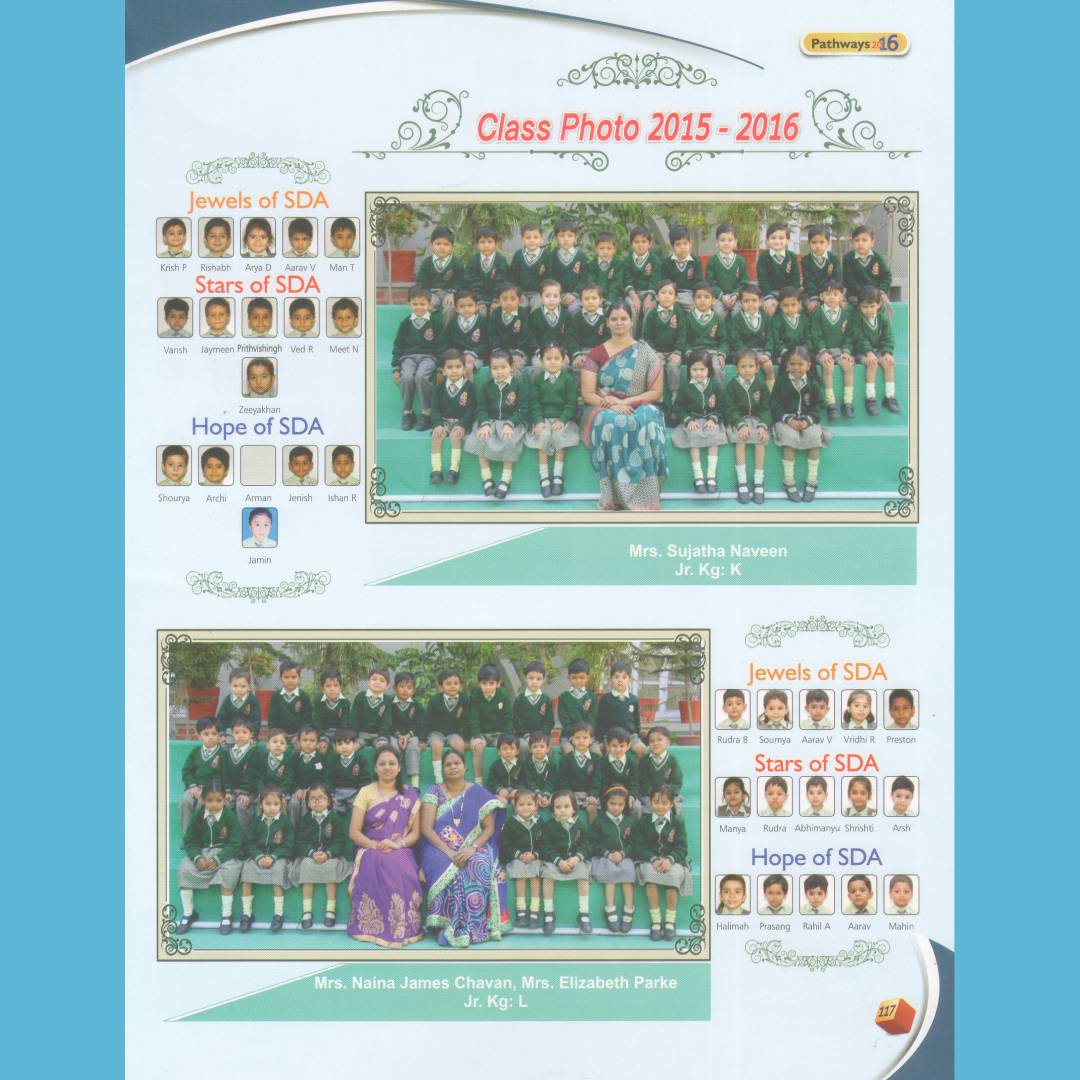 Pathways 2016
Class Photo 2015 - 2016
Jewels of SDA
Krish P Rishabh Arya D Aarav V Man T
Stars of SDA
Vansh Jaymeen Prithvisingh Ved R Meet N
Zeeyakhan
Hope of SDA
Shourya Archi Arman Jenish Ishan R
Jamin
Mrs. Sujatha Naveen
Jr. Kg: K
Jewels of SDA
Rudra B Soumya Aarav V Vridhi R Preston
Stars of SDA
Manya Rudra Abhimanyu Shrishti Arsh
Hope of SDA
Halimah Prasang Rahil A Aarav Mahin
Mrs. Naina James Chavan, Mrs. Elizabeth Parke
Jr. Kg: L
117